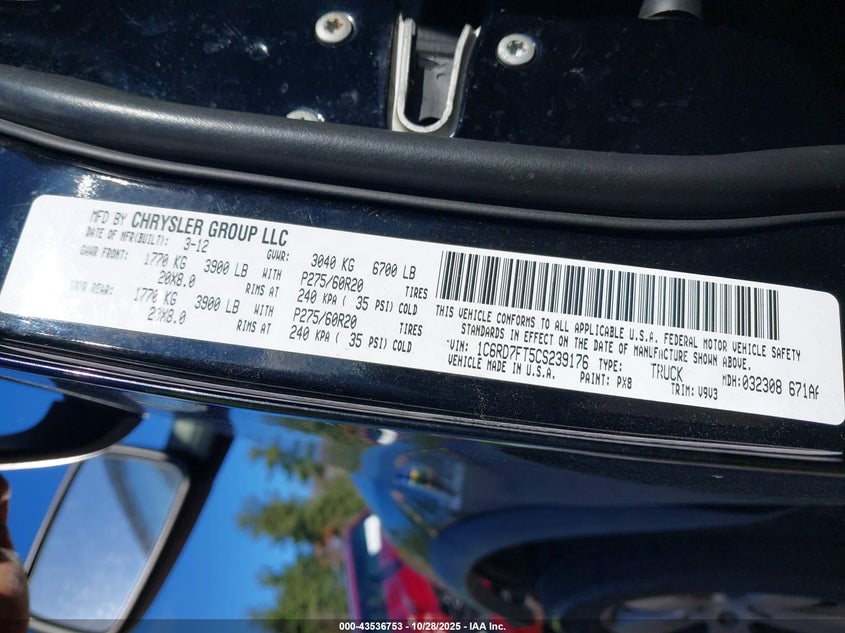 MFD BY CHRYSLER GROUP LLC
DATE OF MFR(BUILT): 3-12 GVWR: 3040 KG 6700 LB
GAWR FRONT: 1770 KG 3900 LB WITH P275/60R20 TIRES
20X8.0 RIMS AT 240 KPA ( 35 PSI) COLD
GAWR REAR: 1770 KG 3900 LB WITH P275/60R20 TIRES
20X8.0 RIMS AT 240 KPA ( 35 PSI) COLD
THIS VEHICLE CONFORMS TO ALL APPLICABLE U.S.A. FEDERAL MOTOR VEHICLE SAFETY
STANDARDS IN EFFECT ON THE DATE OF MANUFACTURE SHOWN ABOVE.
VIN: 1C6RD7FT5CS239176 TYPE: TRUCK MDH: 032308 671AA
VEHICLE MADE IN U.S.A. PAINT: PX8 TRIM: V9V3
000-43536753 - 10/28/2025 - IAA Inc.